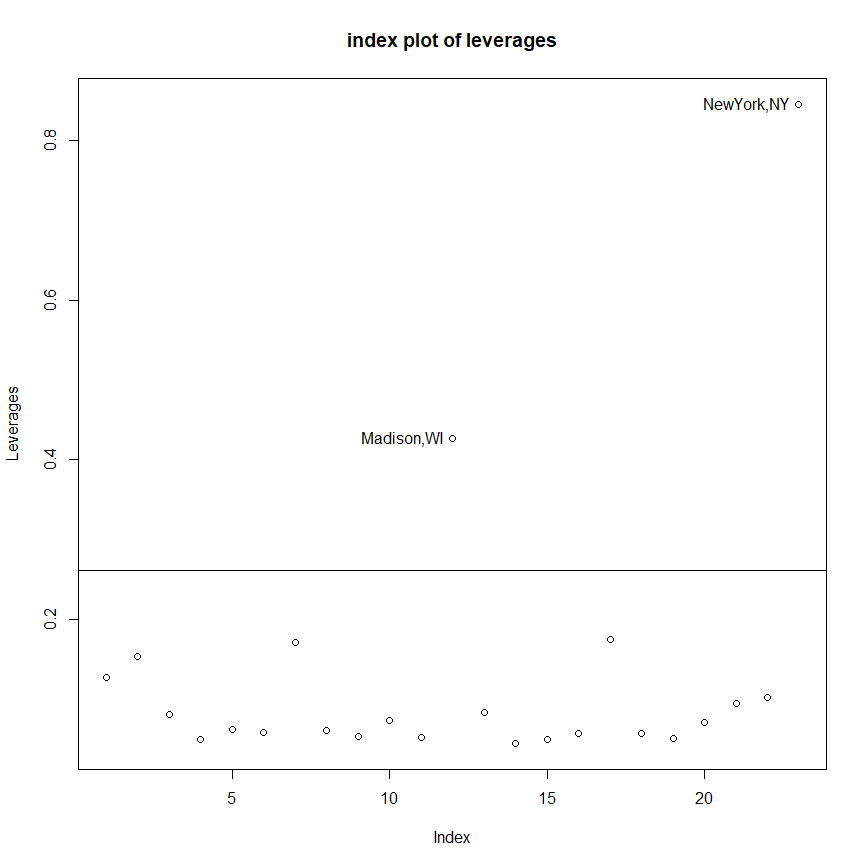 index plot of leverages
NewYork,NY
0.8
0.6
Leverages
Madison,WI
0.4
0.2
5 10 15 20
Index